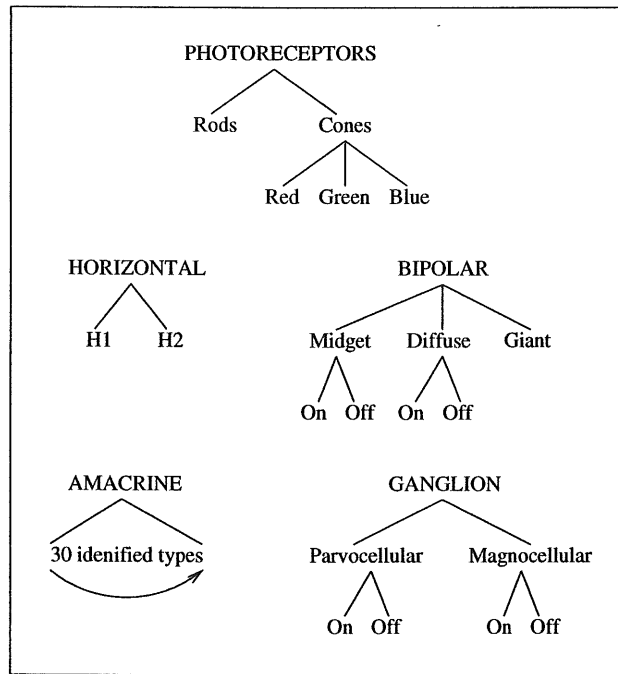 PHOTORECEPTORS
Rods Cones
Red Green Blue
HORIZONTAL
H1 H2
BIPOLAR
Midget Diffuse Giant
On Off On Off
AMACRINE
30 idenified types
GANGLION
Parvocellular Magnocellular
On Off On Off